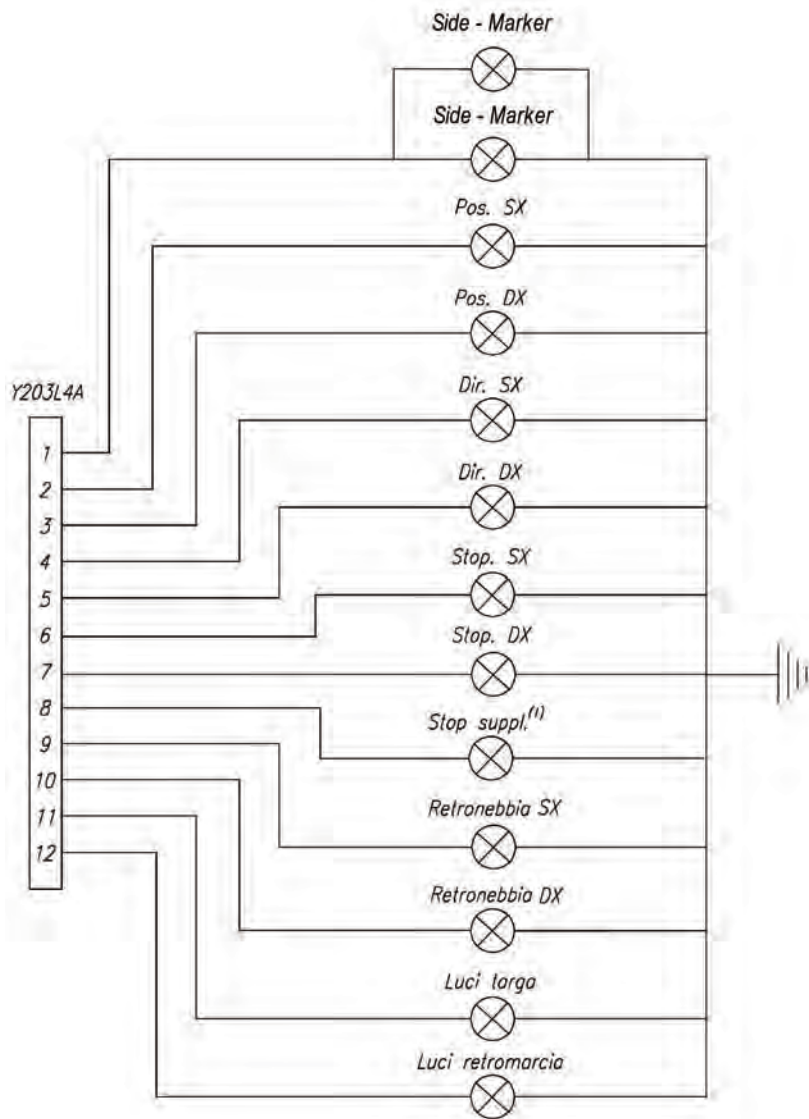 Side - Marker
Side - Marker
Pos. SX
Pos. DX
Y203L4A
Dir. SX
1
Dir. DX
2
3
4
Stop. SX
5
6
Stop. DX
7
8
Stop suppl.(1)
9
10
Retronebbia SX
11
12
Retronebbia DX
Luci targa
Luci retromarcia